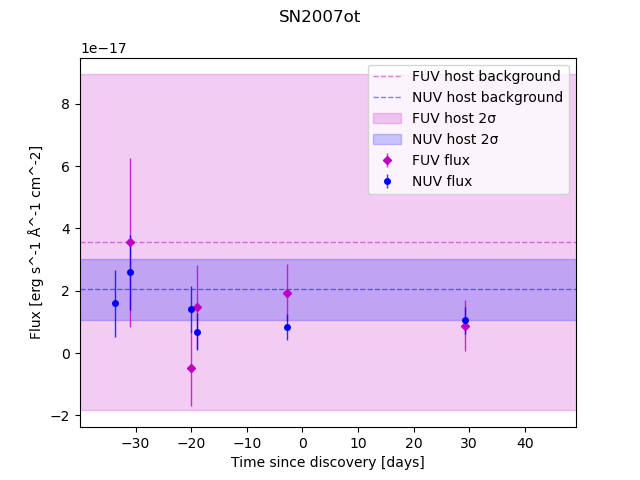 SN2007ot
1e−17
FUV host background
NUV host background
FUV host 2σ
NUV host 2σ
FUV flux
NUV flux
Flux [erg s^-1 Å^-1 cm^-2]
8
6
4
2
0
−2
−30
−20
−10
0
10
20
30
40
Time since discovery [days]